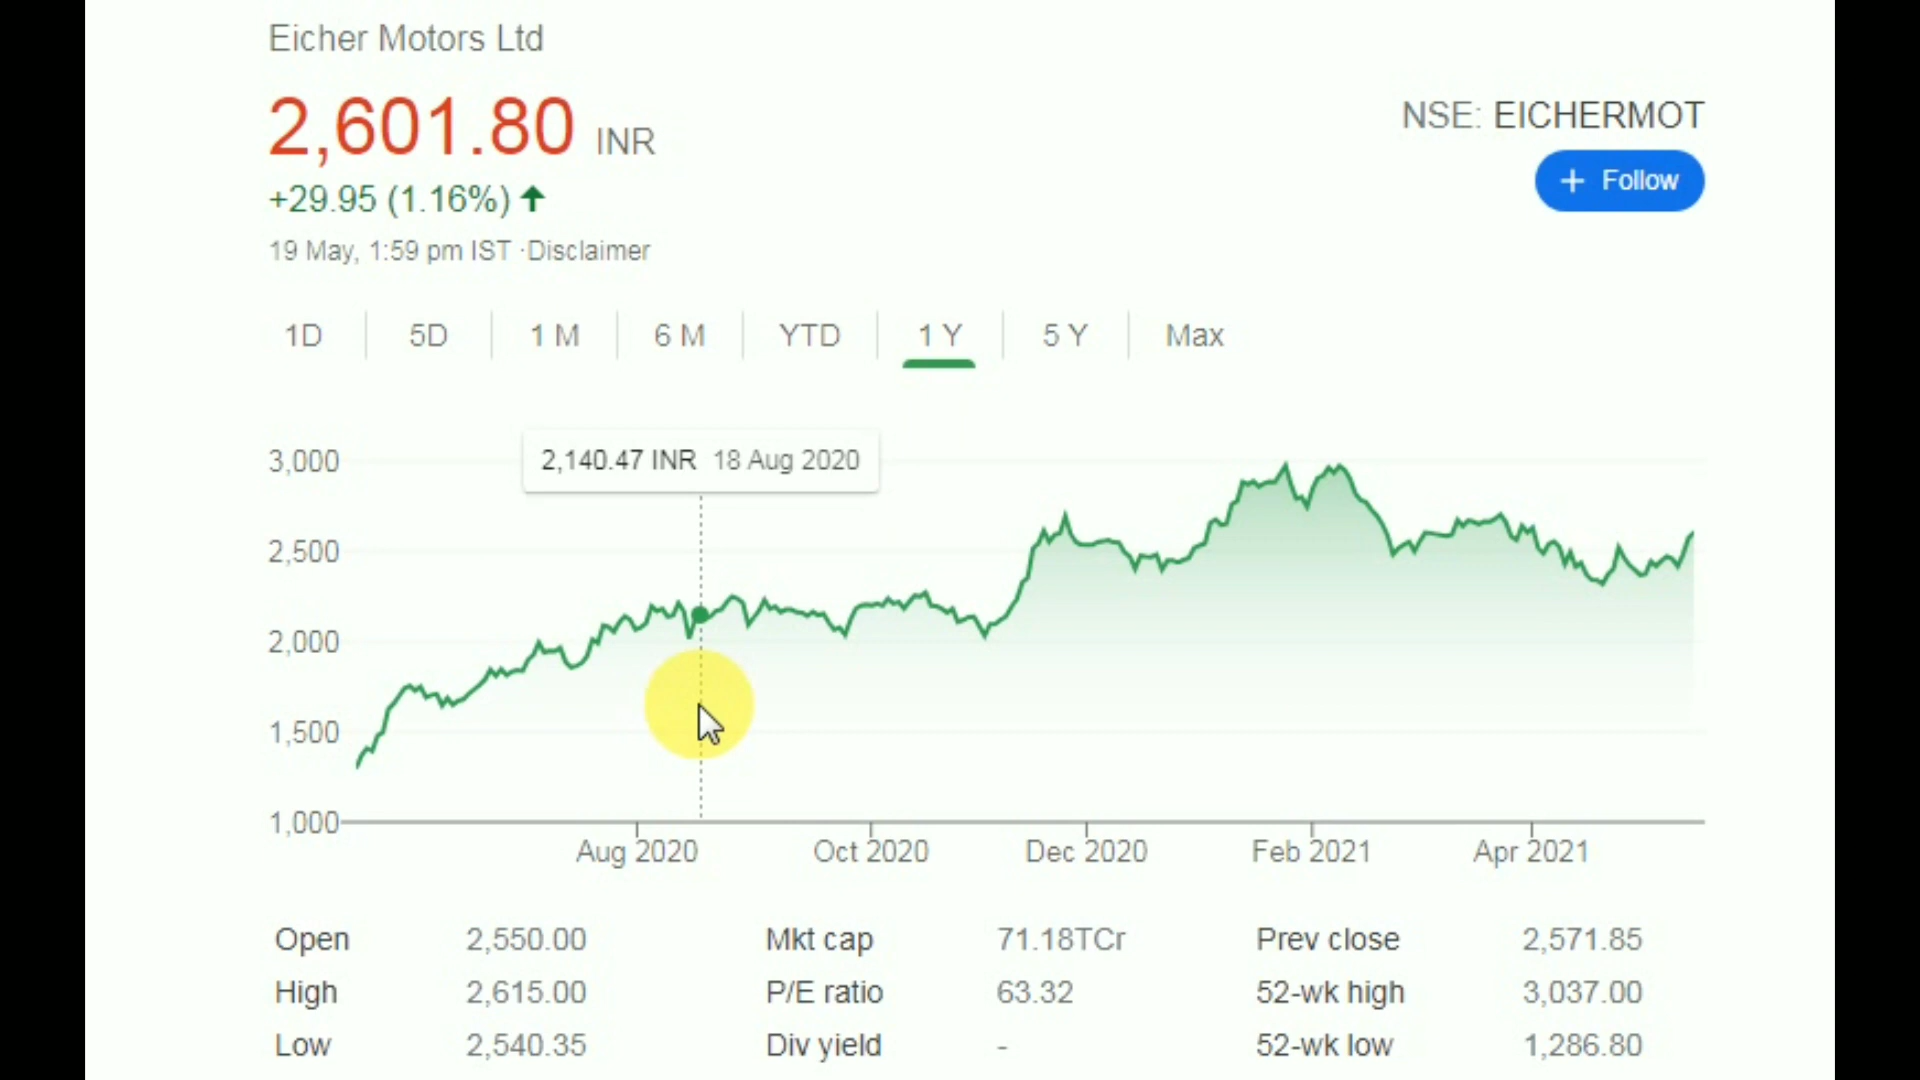 Eicher Motors Ltd
2,601.80 INR
NSE: EICHERMOT
+29.95 (1.16%)
+ Follow
19 May, 1:59 pm IST ·Disclaimer
1D 5D 1 M 6 M YTD 1 Y 5 Y Max
2,140.47 INR 18 Aug 2020
3,000
2,500
2,000
1,500
1,000
Aug 2020 Oct 2020 Dec 2020 Feb 2021 Apr 2021
Open 2,550.00 Mkt cap 71.18TCr Prev close 2,571.85
High 2,615.00 P/E ratio 63.32 52-wk high 3,037.00
Low 2,540.35 Div yield - 52-wk low 1,286.80